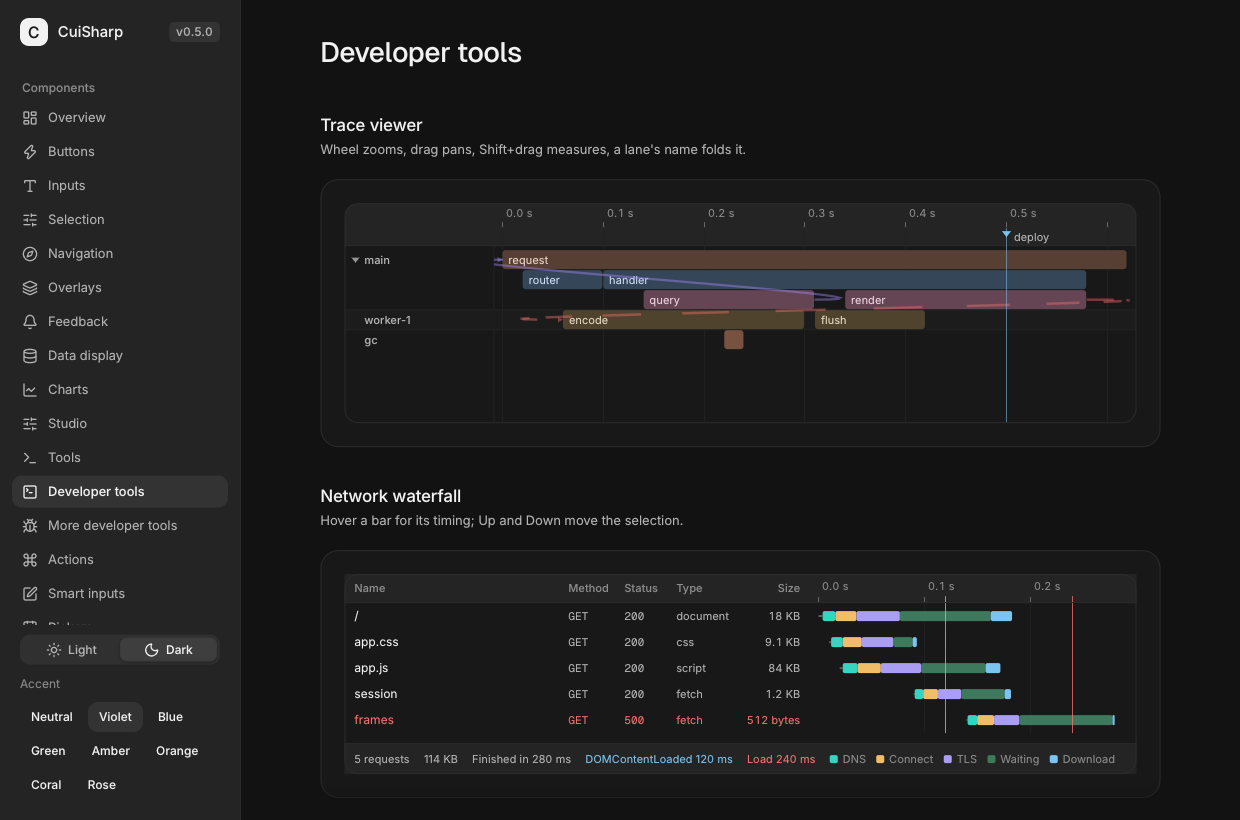 C CuiSharp v0.5.0
Components
Overview
Buttons
Inputs
Selection
Navigation
Overlays
Feedback
Data display
Charts
Studio
Tools
Developer tools
More developer tools
Actions
Smart inputs
Light Dark
Accent
Neutral Violet Blue
Green Amber Orange
Coral Rose
Developer tools
Trace viewer
Wheel zooms, drag pans, Shift+drag measures, a lane's name folds it.
0.0 s 0.1 s 0.2 s 0.3 s 0.4 s 0.5 s
deploy
main request
router handler
query render
worker-1 encode flush
gc
Network waterfall
Hover a bar for its timing; Up and Down move the selection.
Name Method Status Type Size 0.0 s 0.1 s 0.2 s
/ GET 200 document 18 KB
app.css GET 200 css 9.1 KB
app.js GET 200 script 84 KB
session GET 200 fetch 1.2 KB
frames GET 500 fetch 512 bytes
5 requests 114 KB Finished in 280 ms DOMContentLoaded 120 ms Load 240 ms DNS Connect TLS Waiting Download